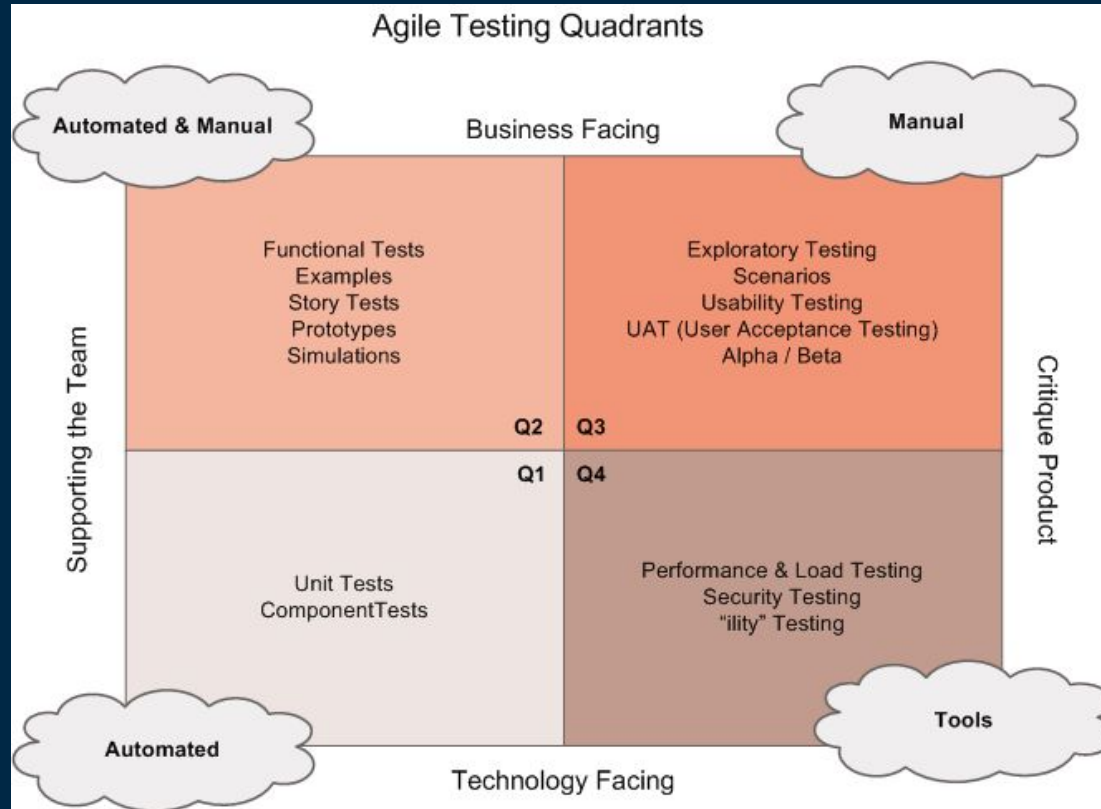 Agile Testing Quadrants
Automated & Manual
Business Facing
Manual
Functional Tests
Examples
Story Tests
Prototypes
Simulations
Q2
Exploratory Testing
Scenarios
Usability Testing
UAT (User Acceptance Testing)
Alpha / Beta
Q3
Supporting the Team
Critique Product
Q1
Unit Tests
ComponentTests
Q4
Performance & Load Testing
Security Testing
“ility” Testing
Automated
Technology Facing
Tools